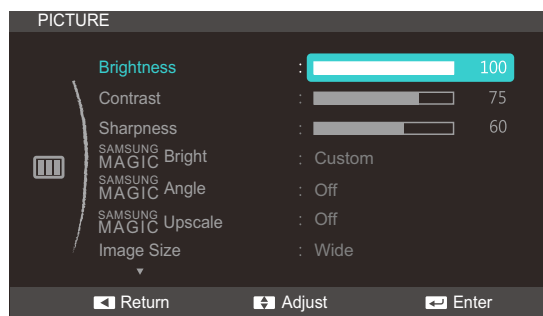 PICTURE
Brightness : 100
Contrast : 75
Sharpness : 60
SAMSUNG MAGIC Bright : Custom
SAMSUNG MAGIC Angle : Off
SAMSUNG MAGIC Upscale : Off
Image Size : Wide
Return Adjust Enter